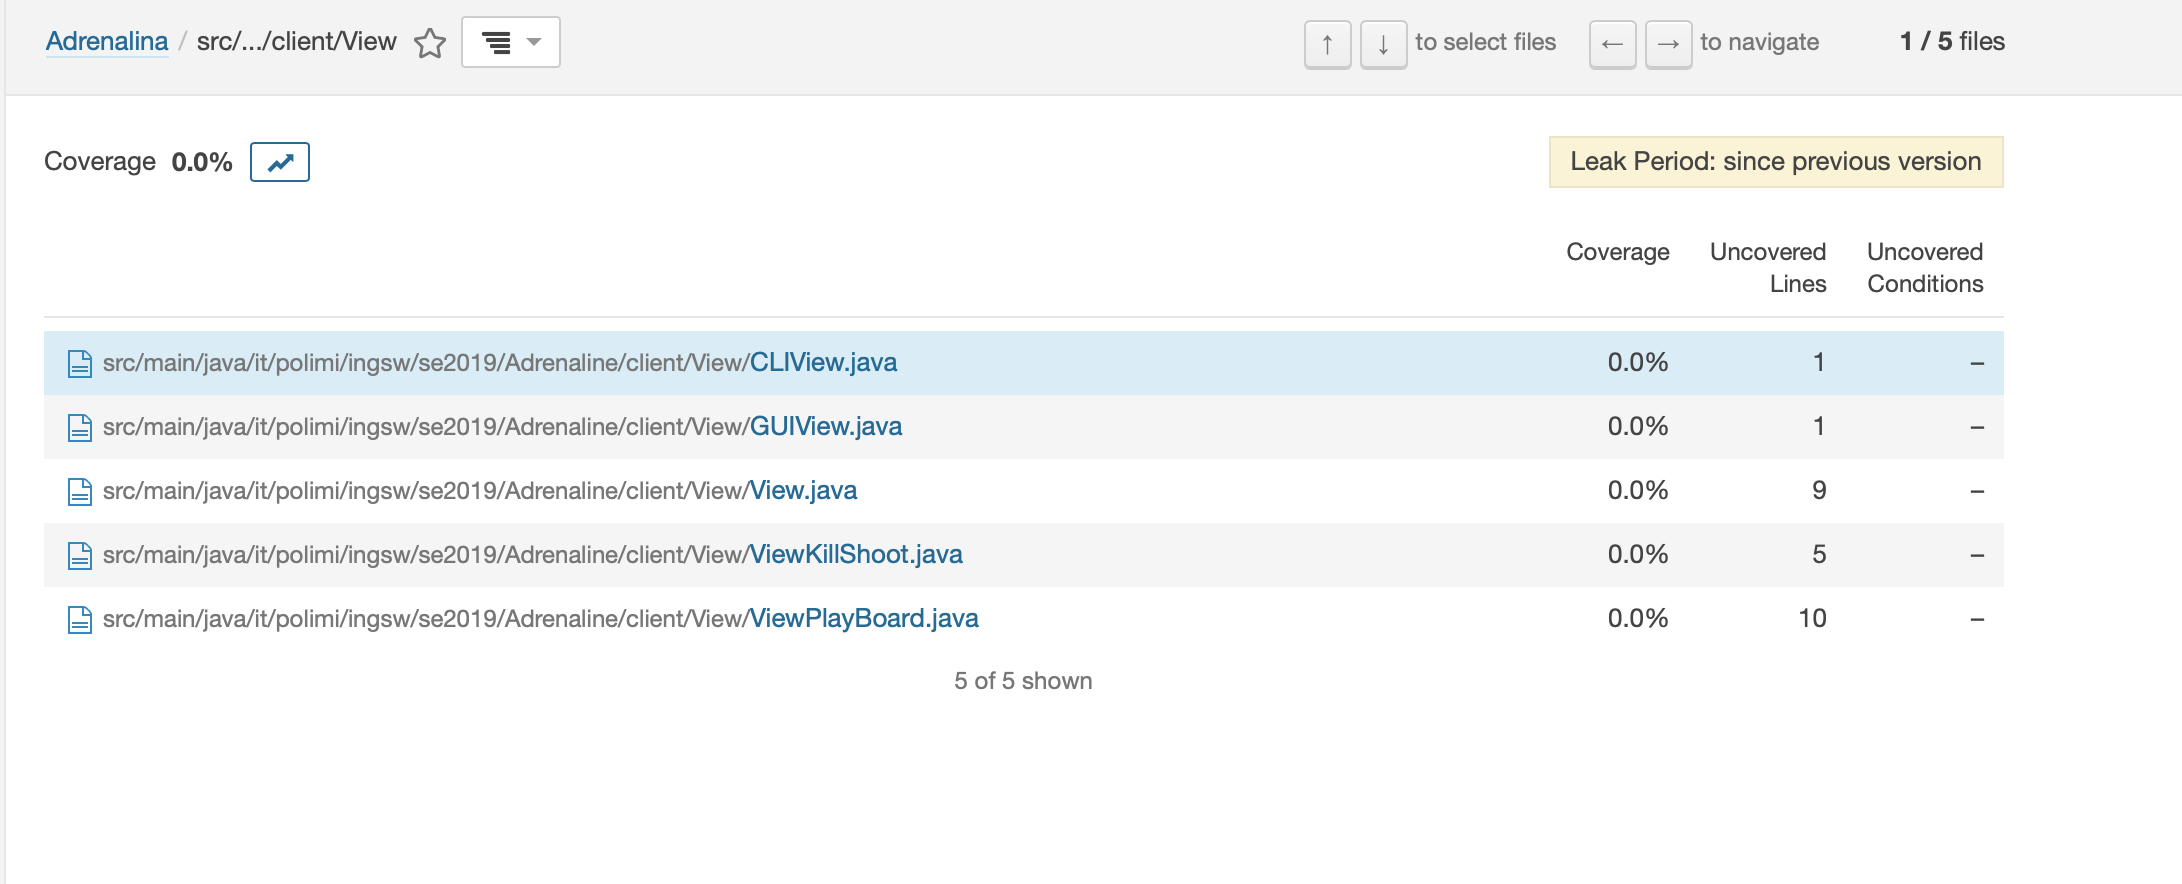 Adrenalina / src/.../client/View
↑ ↓ to select files ← → to navigate 1 / 5 files
Coverage 0.0%
Leak Period: since previous version
Coverage Uncovered Lines Uncovered Conditions
src/main/java/it/polimi/ingsw/se2019/Adrenaline/client/View/CLIView.java 0.0% 1 –
src/main/java/it/polimi/ingsw/se2019/Adrenaline/client/View/GUIView.java 0.0% 1 –
src/main/java/it/polimi/ingsw/se2019/Adrenaline/client/View/View.java 0.0% 9 –
src/main/java/it/polimi/ingsw/se2019/Adrenaline/client/View/ViewKillShoot.java 0.0% 5 –
src/main/java/it/polimi/ingsw/se2019/Adrenaline/client/View/ViewPlayBoard.java 0.0% 10 –
5 of 5 shown